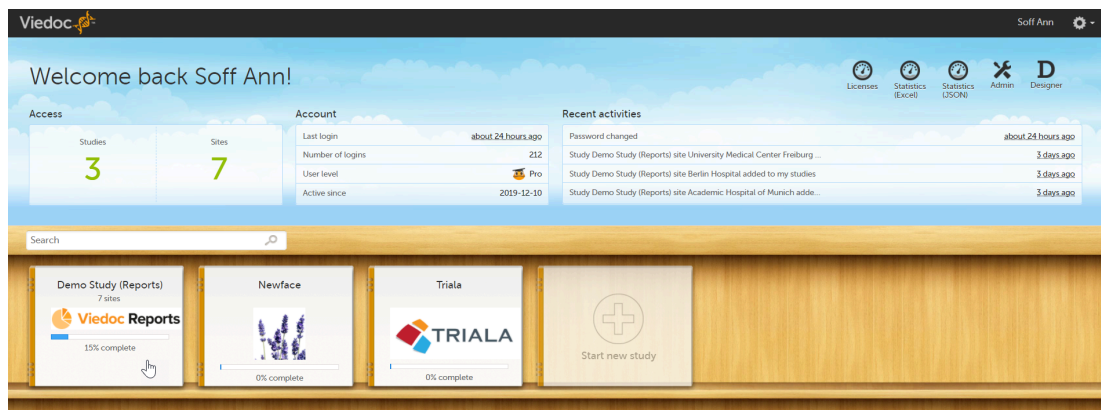 Viedoc
Soff Ann
Welcome back Soff Ann!
Licenses
Statistics
(Excel)
Statistics
(JSON)
Admin
D
Designer
Access
Studies
3
Sites
7
Account
Last login about 24 hours ago
Number of logins 212
User level Pro
Active since 2019-12-10
Recent activities
Password changed about 24 hours ago
Study Demo Study (Reports) site University Medical Center Freiburg ... 3 days ago
Study Demo Study (Reports) site Berlin Hospital added to my studies 3 days ago
Study Demo Study (Reports) site Academic Hospital of Munich adde... 3 days ago
Search
Demo Study (Reports)
7 sites
Viedoc Reports
15% complete
Newface
0% complete
Triala
TRIALA
0% complete
Start new study